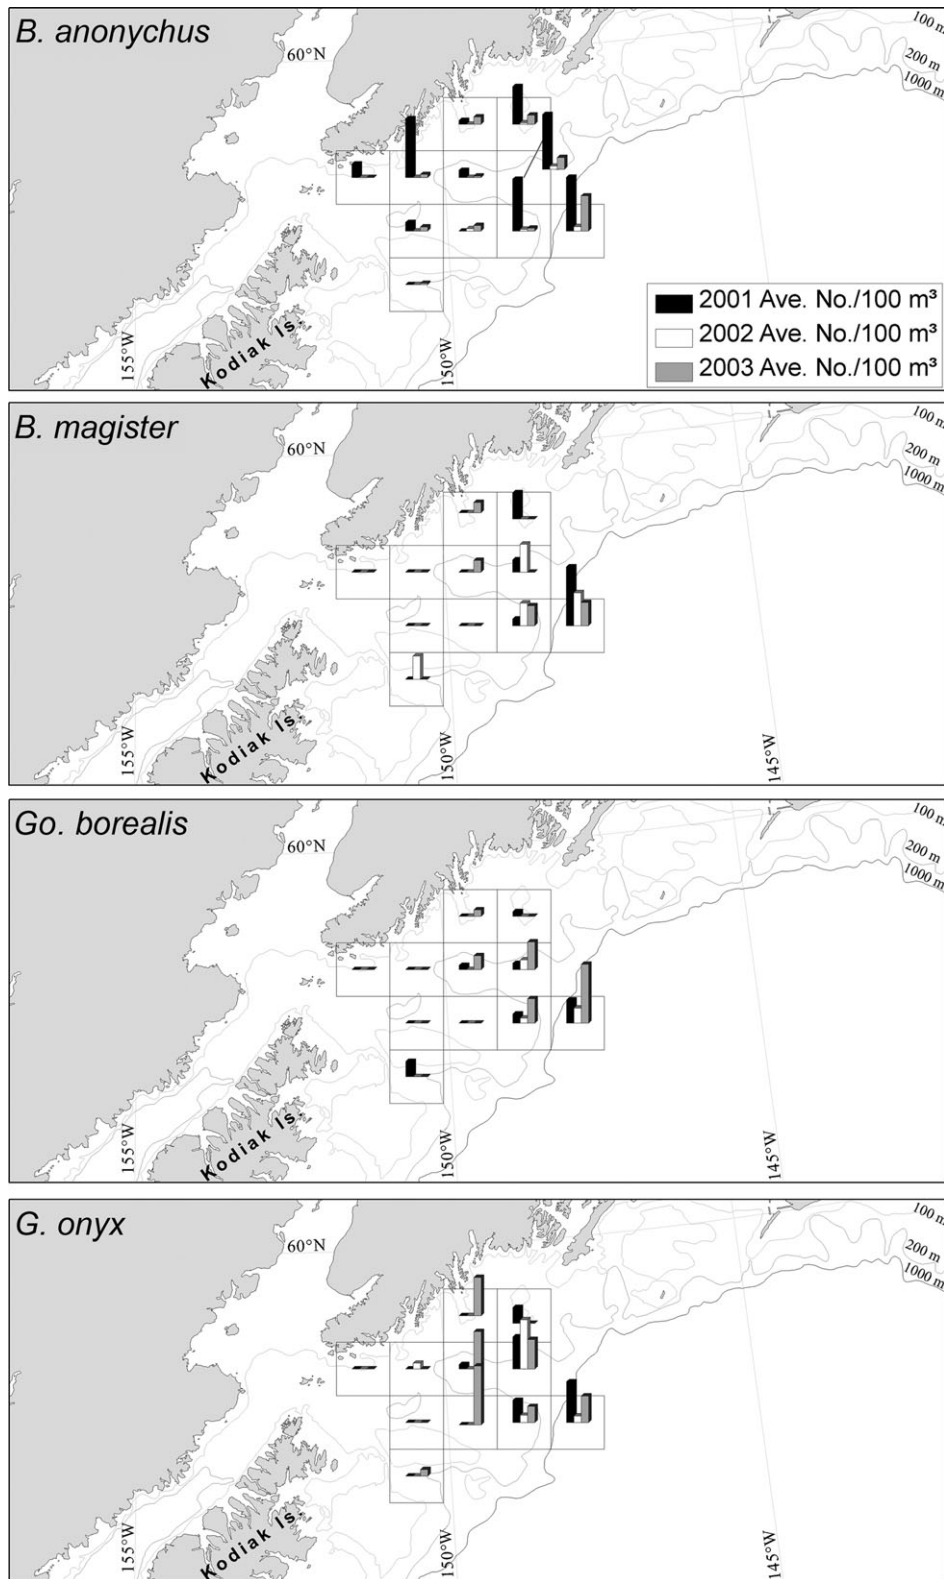 B. anonychus
60°N
100 m
200 m
1000 m
155°W
Kodiak Is.
150°W
2001 Ave. No./100 m³
2002 Ave. No./100 m³
2003 Ave. No./100 m³
B. magister
60°N
100 m
200 m
1000 m
155°W
Kodiak Is.
150°W
145°W
Go. borealis
60°N
100 m
200 m
1000 m
155°W
Kodiak Is.
150°W
145°W
G. onyx
60°N
100 m
200 m
1000 m
155°W
Kodiak Is.
150°W
145°W